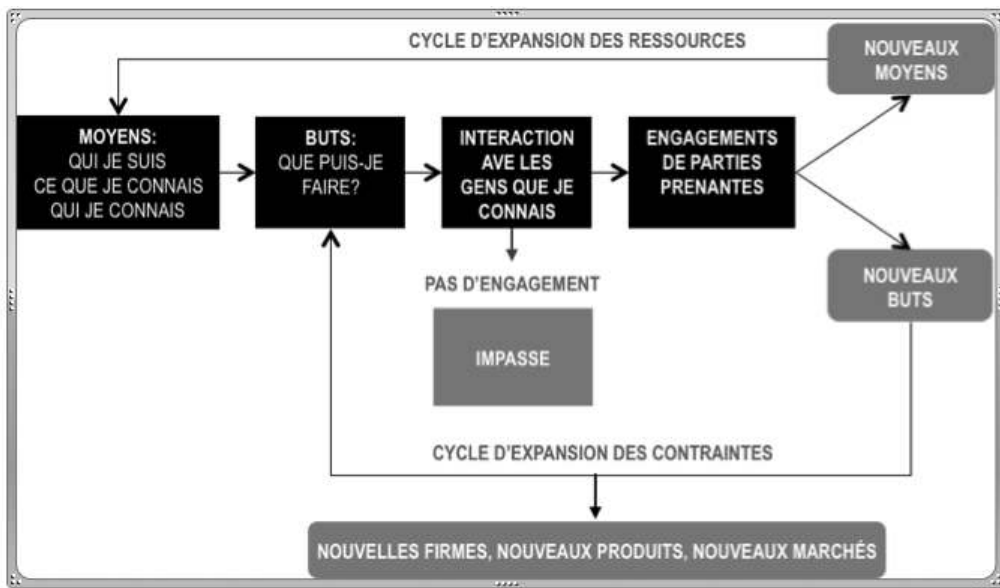 CYCLE D'EXPANSION DES RESSOURCES
NOUVEAUX
MOYENS
MOYENS:
QUI JE SUIS
CE QUE JE CONNAIS
QUI JE CONNAIS
BUTS:
QUE PUIS-JE
FAIRE?
INTERACTION
AVE LES
GENS QUE JE
CONNAIS
ENGAGEMENTS
DE PARTIES
PRENANTES
NOUVEAUX
BUTS
PAS D'ENGAGEMENT
IMPASSE
CYCLE D'EXPANSION DES CONTRAINTES
NOUVELLES FIRMES, NOUVEAUX PRODUITS, NOUVEAUX MARCHÉS